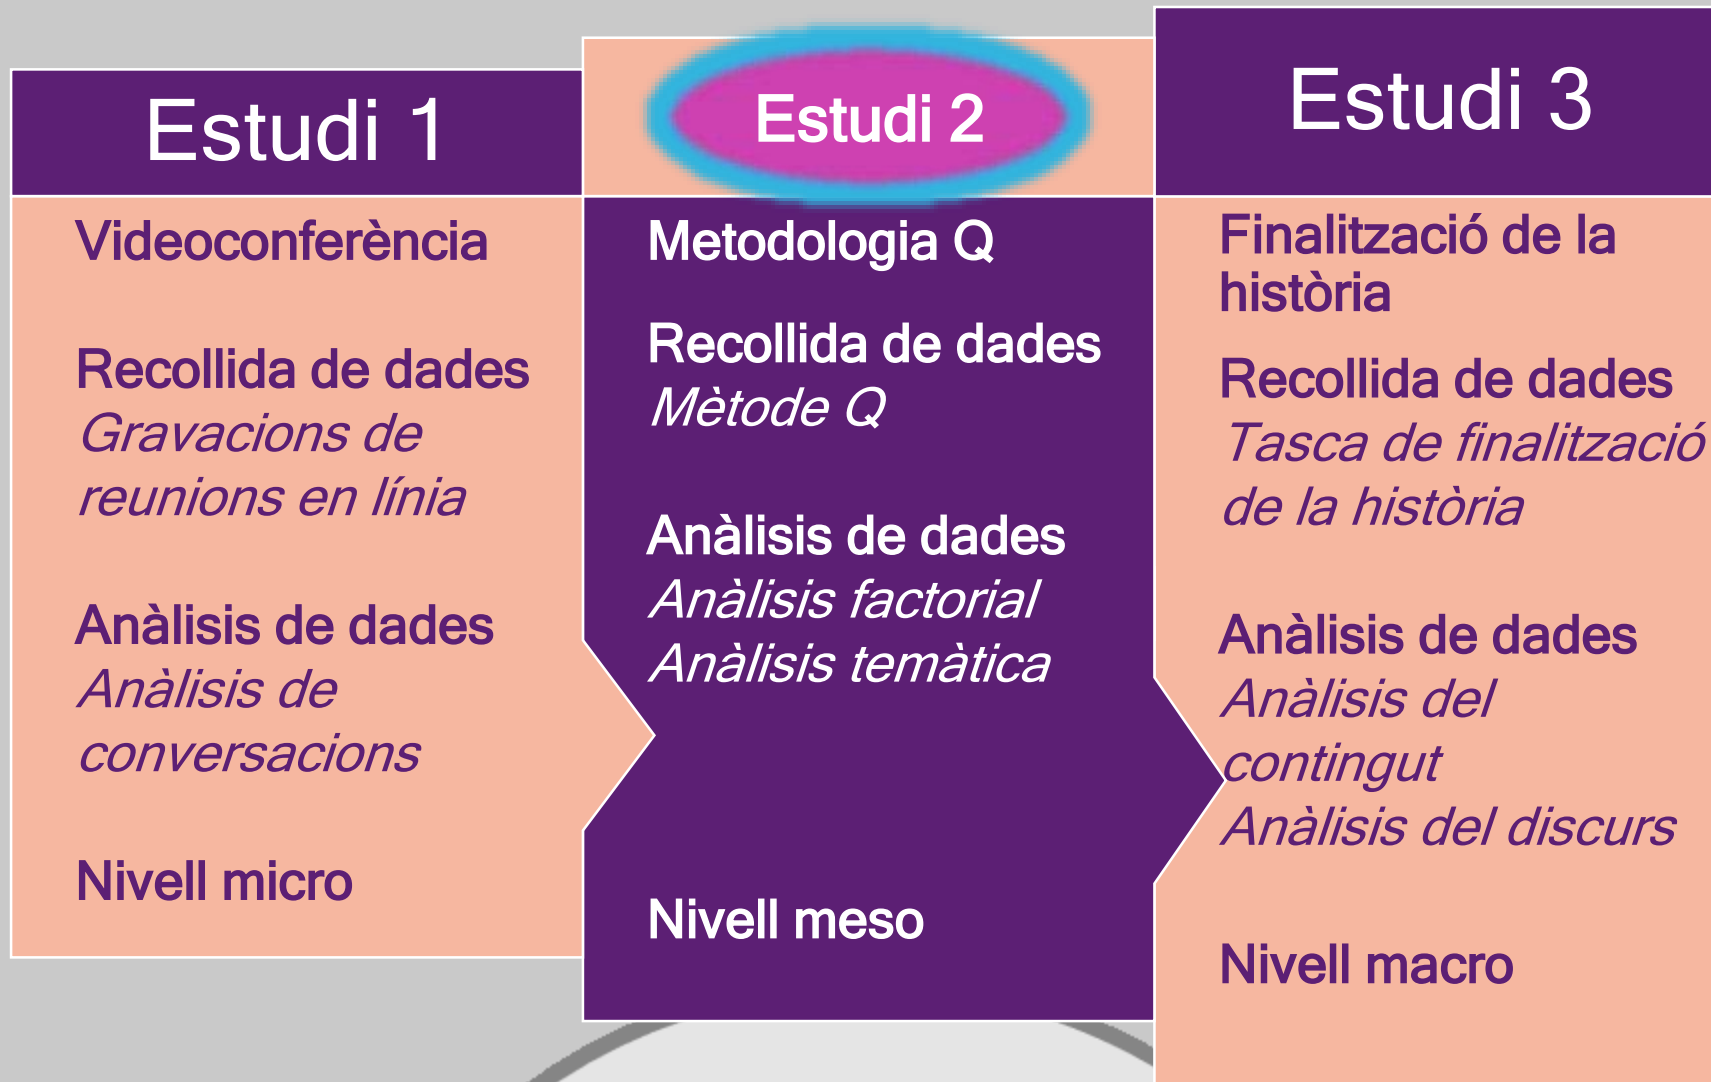 Estudi 1
Videoconferència
Recollida de dades
Gravacions de
reunions en línia
Anàlisis de dades
Anàlisis de
conversacions
Nivell micro
Estudi 2
Metodologia Q
Recollida de dades
Mètode Q
Anàlisis de dades
Anàlisis factorial
Anàlisis temàtica
Nivell meso
Estudi 3
Finalització de la
història
Recollida de dades
Tasca de finalització
de la història
Anàlisis de dades
Anàlisis del
contingut
Anàlisis del discurs
Nivell macro